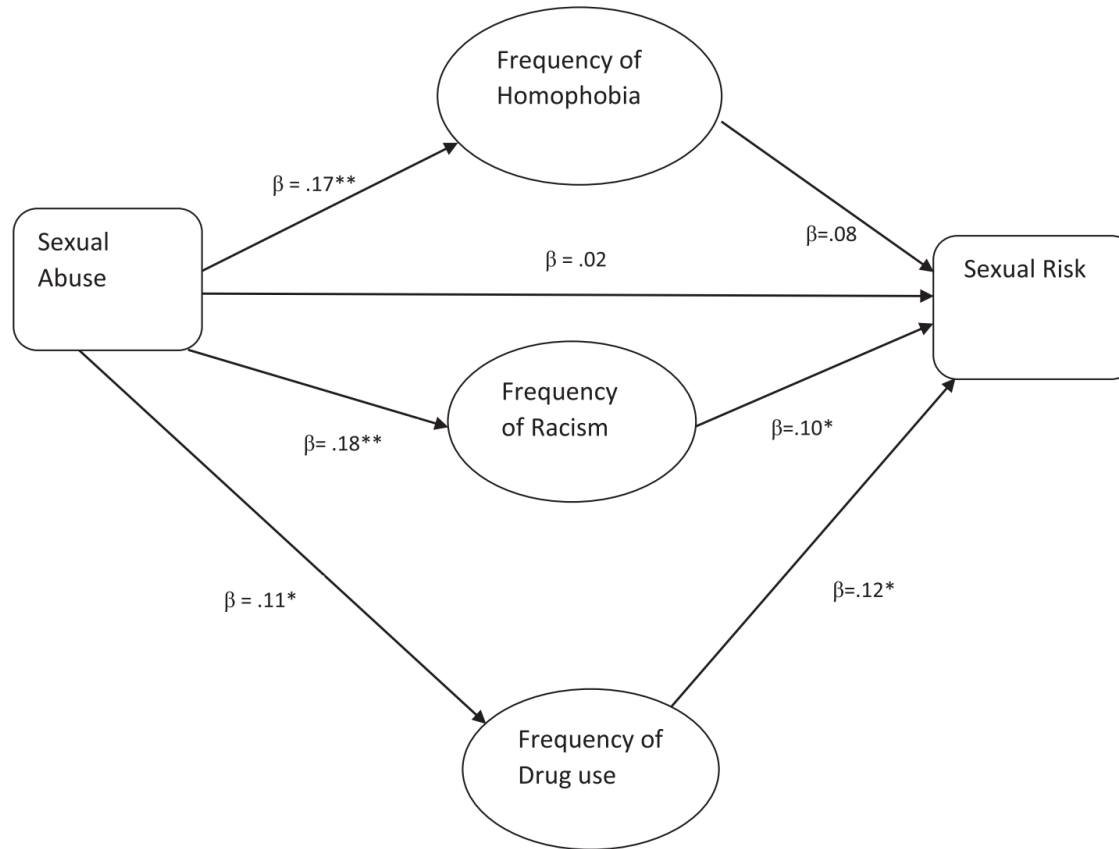 Frequency of
Homophobia
β = .17**
β=.08
Sexual
Abuse
β = .02
Sexual Risk
Frequency
of Racism
β= .18**
β=.10*
β = .11*
β=.12*
Frequency of
Drug use